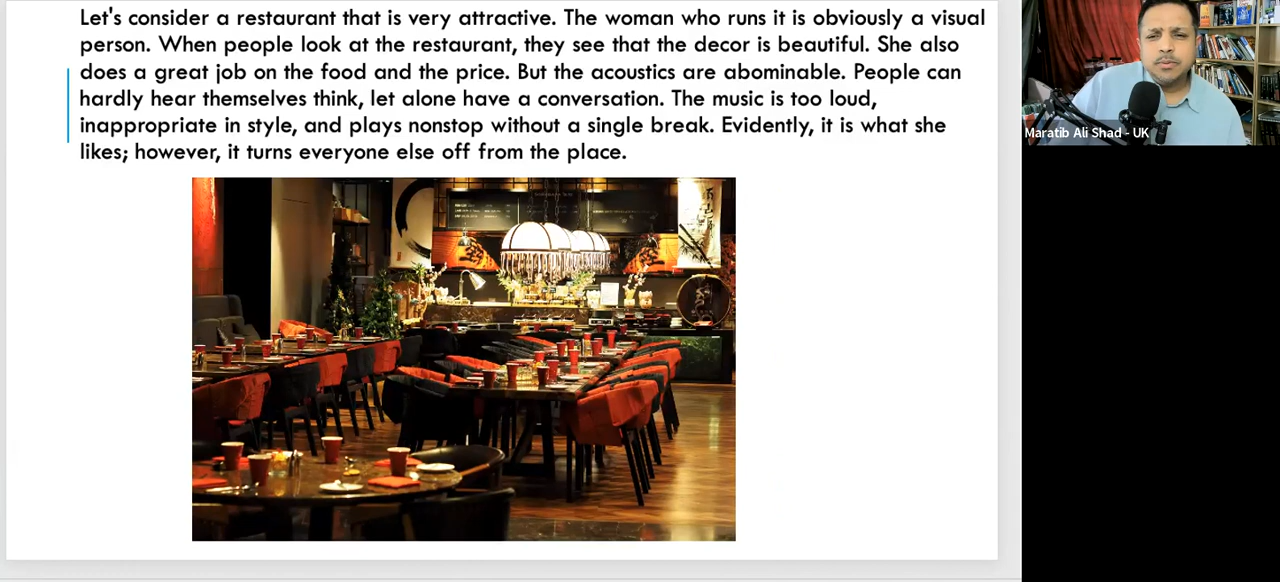 Let's consider a restaurant that is very attractive. The woman who runs it is obviously a visual
person. When people look at the restaurant, they see that the decor is beautiful. She also
does a great job on the food and the price. But the acoustics are abominable. People can
hardly hear themselves think, let alone have a conversation. The music is too loud,
inappropriate in style, and plays nonstop without a single break. Evidently, it is what she
likes; however, it turns everyone else off from the place.
Maratib Ali Shad - UK